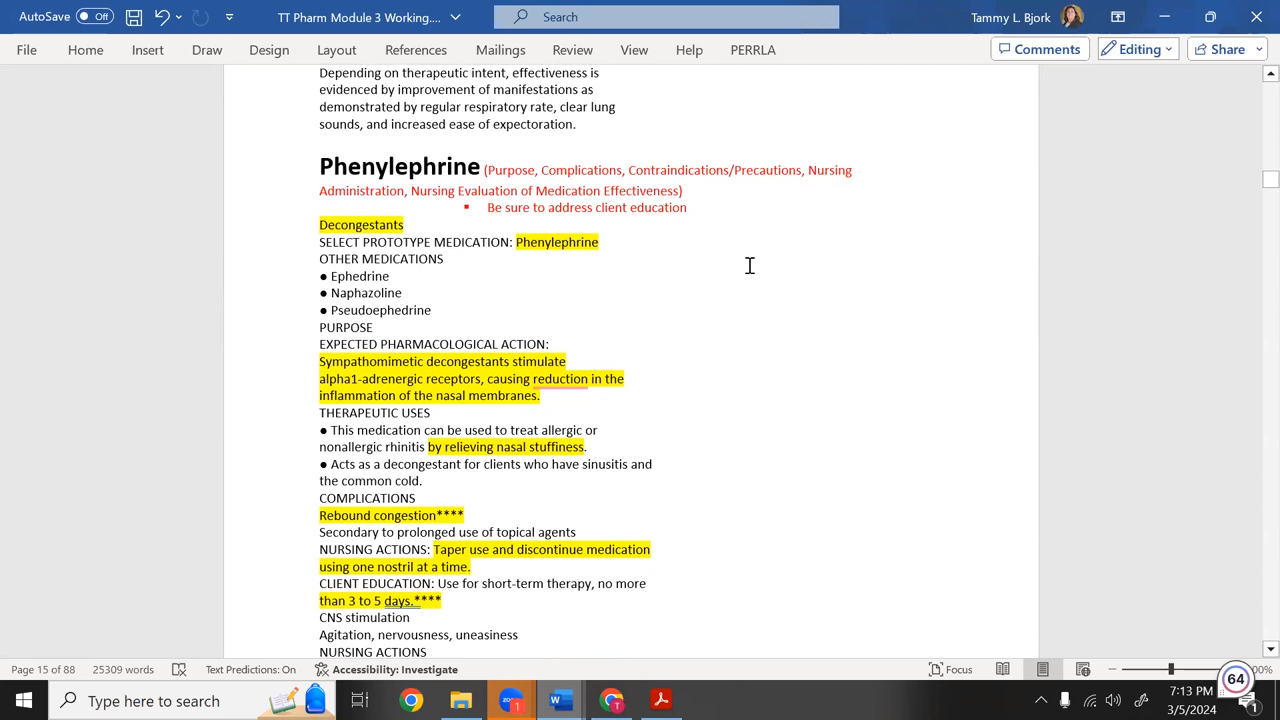 AutoSave Off TT Pharm Module 3 Working.... Search Tammy L. Bjork
File Home Insert Draw Design Layout References Mailings Review View Help PERRLA Comments Editing Share
Depending on therapeutic intent, effectiveness is
evidenced by improvement of manifestations as
demonstrated by regular respiratory rate, clear lung
sounds, and increased ease of expectoration.
Phenylephrine (Purpose, Complications, Contraindications/Precautions, Nursing
Administration, Nursing Evaluation of Medication Effectiveness)
▪ Be sure to address client education
Decongestants
SELECT PROTOTYPE MEDICATION: Phenylephrine
OTHER MEDICATIONS
● Ephedrine
● Naphazoline
● Pseudoephedrine
PURPOSE
EXPECTED PHARMACOLOGICAL ACTION:
Sympathomimetic decongestants stimulate
alpha1-adrenergic receptors, causing reduction in the
inflammation of the nasal membranes.
THERAPEUTIC USES
● This medication can be used to treat allergic or
nonallergic rhinitis by relieving nasal stuffiness.
● Acts as a decongestant for clients who have sinusitis and
the common cold.
COMPLICATIONS
Rebound congestion****
Secondary to prolonged use of topical agents
NURSING ACTIONS: Taper use and discontinue medication
using one nostril at a time.
CLIENT EDUCATION: Use for short-term therapy, no more
than 3 to 5 days.****
CNS stimulation
Agitation, nervousness, uneasiness
NURSING ACTIONS
Page 15 of 88 25309 words Text Predictions: On Accessibility: Investigate Focus 64
Type here to search 7:13 PM
3/5/2024